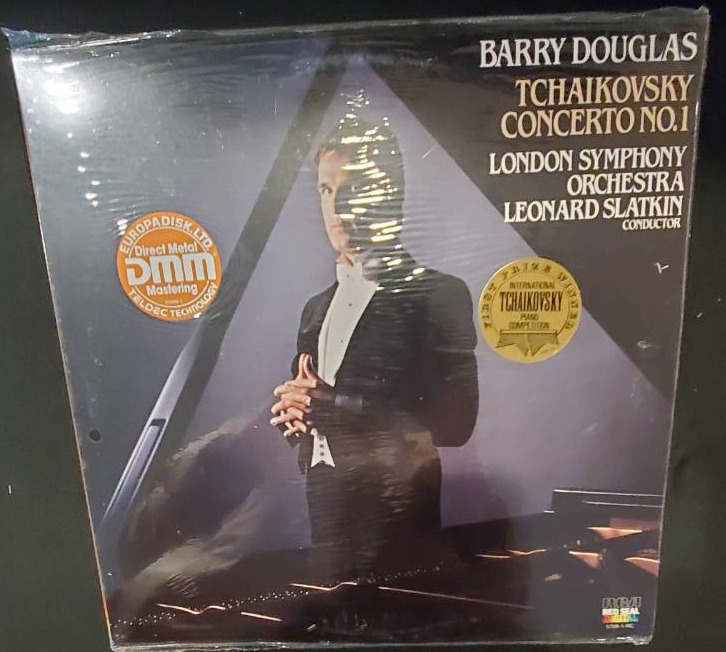 BARRY DOUGLAS
TCHAIKOVSKY
CONCERTO NO.1
LONDON SYMPHONY
ORCHESTRA
LEONARD SLATKIN
CONDUCTOR
EUROPADISK, LTD.
Direct Metal
DMM
Mastering
TELDEC TECHNOLOGY
FIRST PRIZE WINNER
INTERNATIONAL
TCHAIKOVSKY
PIANO
COMPETITION
RCA
RED SEAL
DIGITAL